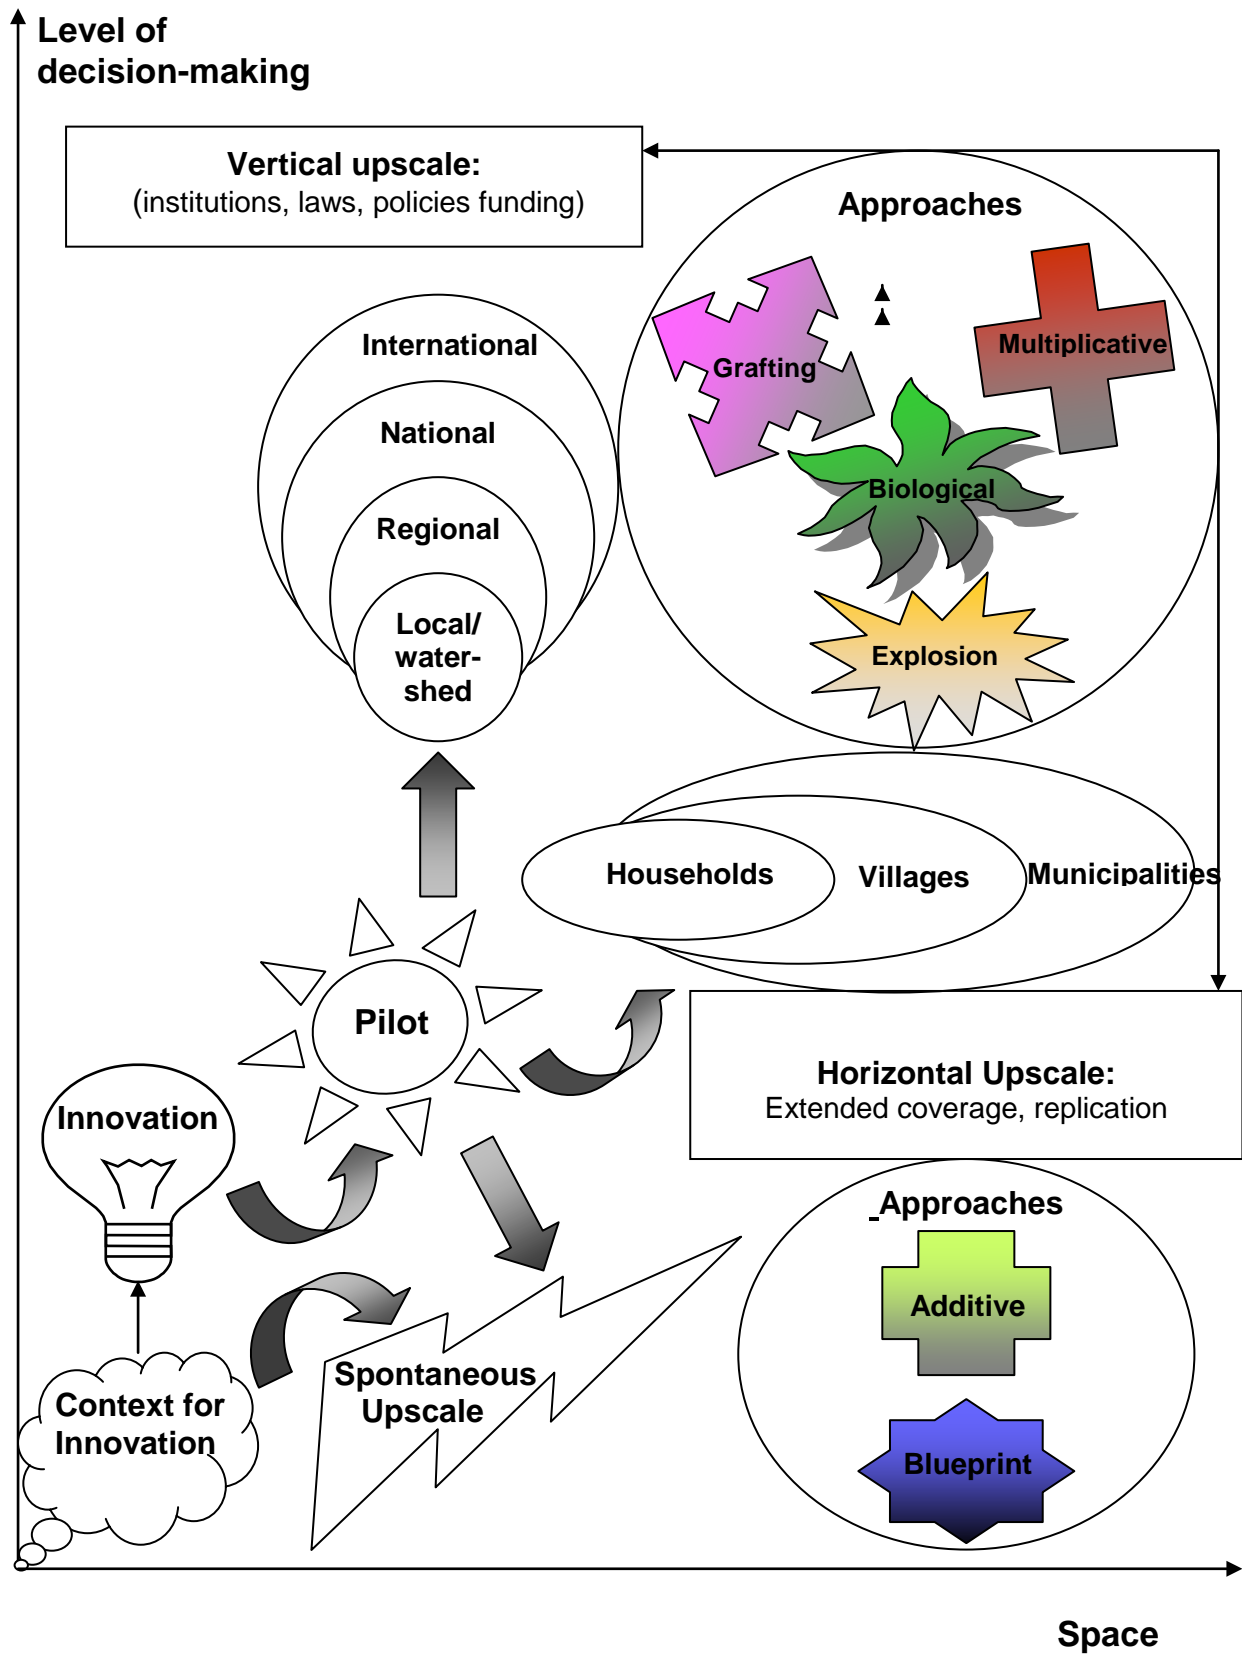 Level of
decision-making
Vertical upscale:
(institutions, laws, policies funding)
Approaches
Grafting
Multiplicative
Biological
Explosion
International
National
Regional
Local/
water-
shed
Households
Villages
Municipalities
Pilot
Horizontal Upscale:
Extended coverage, replication
Innovation
Approaches
Additive
Blueprint
Spontaneous
Upscale
Context for
Innovation
Space